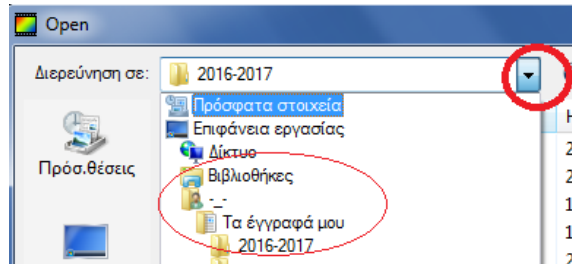 Open
Διερεύνηση σε:
2016-2017
Πρόσφατα στοιχεία
Επιφάνεια εργασίας
Δίκτυο
Πρόσ.θέσεις
Βιβλιοθήκες
-_-
Τα έγγραφά μου
2016-2017